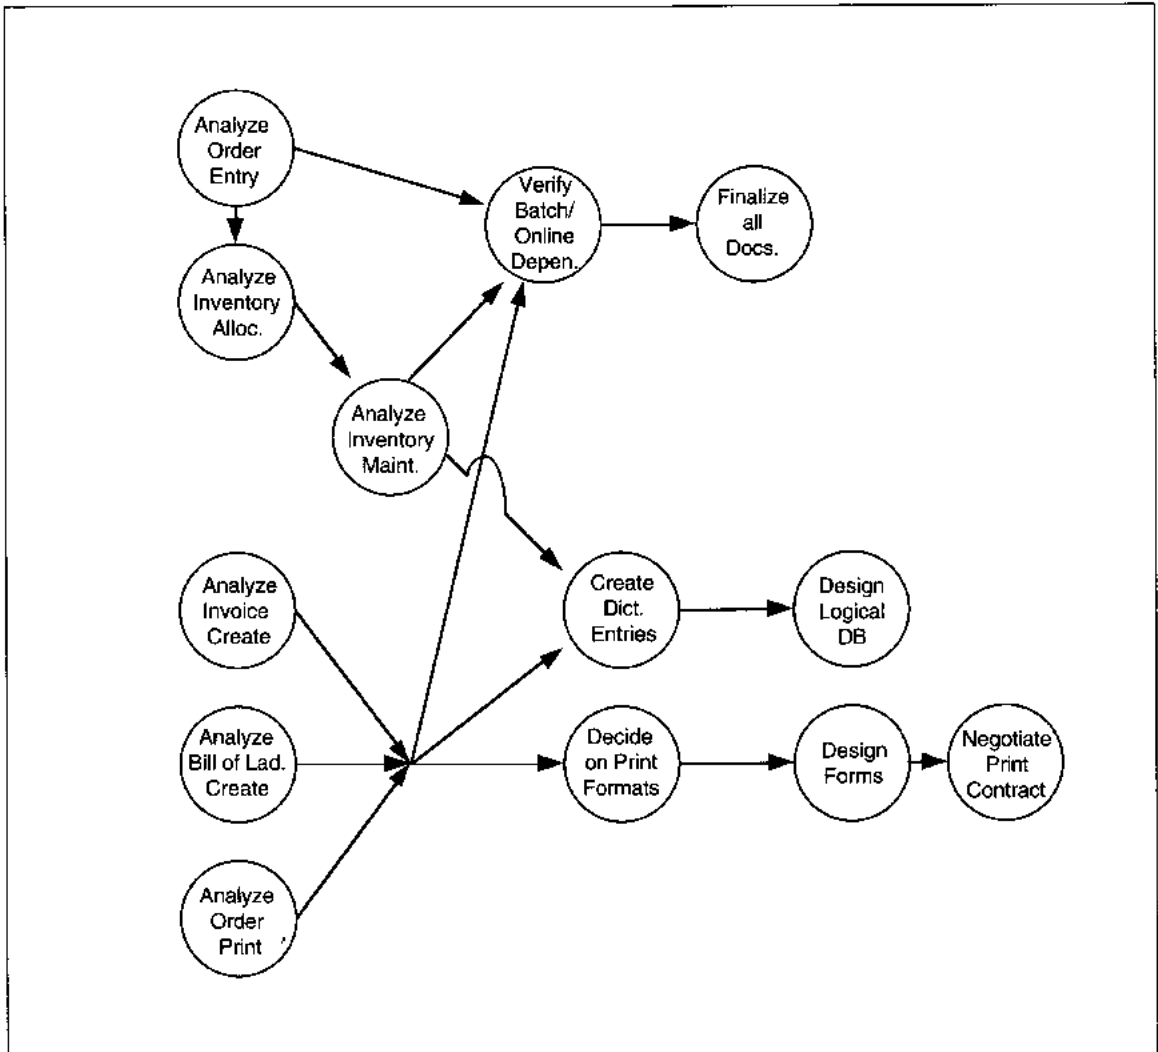 Analyze
Order
Entry
Verify
Batch/
Online
Depen.
Finalize
all
Docs.
Analyze
Inventory
Alloc.
Analyze
Inventory
Maint.
Analyze
Invoice
Create
Create
Dict.
Entries
Design
Logical
DB
Analyze
Bill of Lad.
Create
Decide
on Print
Formats
Design
Forms
Negotiate
Print
Contract
Analyze
Order
Print